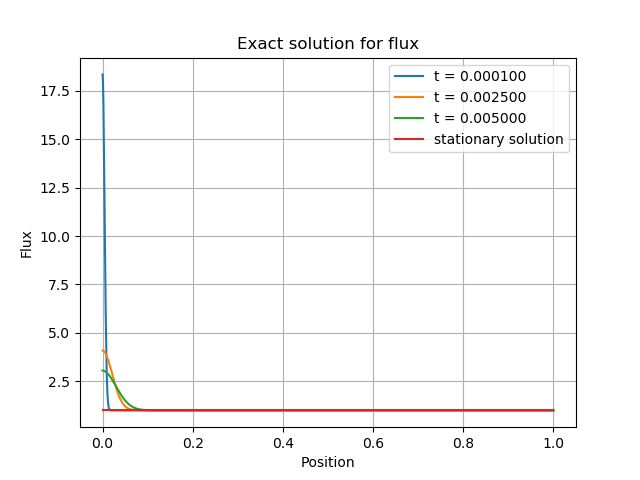 Exact solution for flux
t = 0.000100
t = 0.002500
t = 0.005000
stationary solution
17.5
15.0
12.5
10.0
7.5
5.0
2.5
Flux
0.0 0.2 0.4 0.6 0.8 1.0
Position